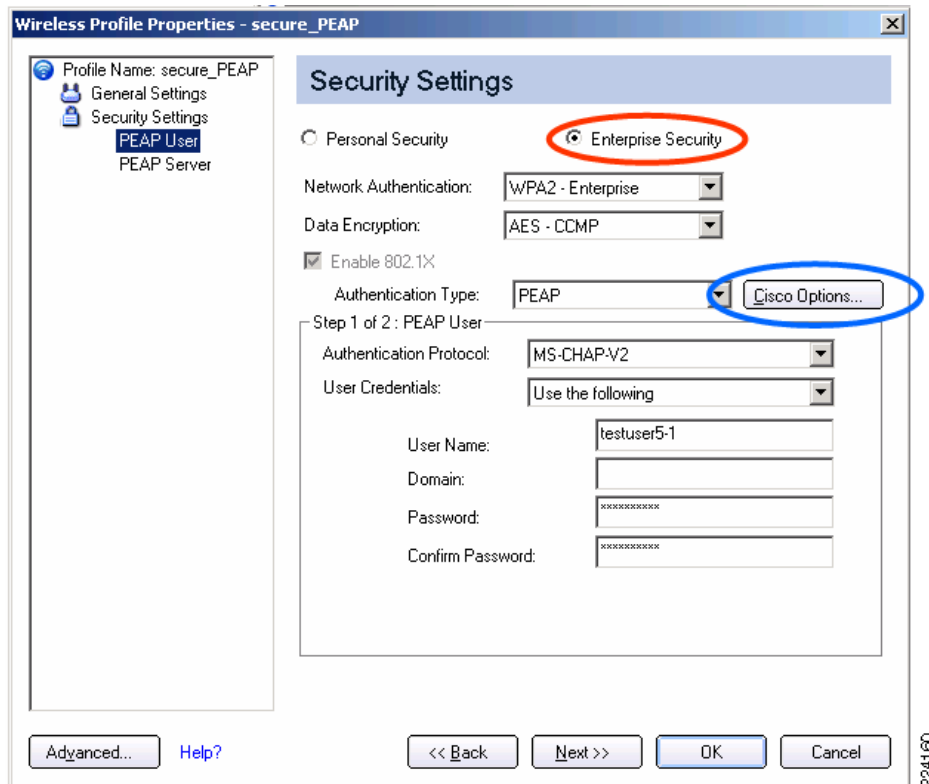 Wireless Profile Properties - secure_PEAP
Profile Name: secure_PEAP
General Settings
Security Settings
PEAP User
PEAP Server
Security Settings
Personal Security
Enterprise Security
Network Authentication: WPA2 - Enterprise
Data Encryption: AES - CCMP
Enable 802.1X
Authentication Type: PEAP Cisco Options...
Step 1 of 2 : PEAP User
Authentication Protocol: MS-CHAP-V2
User Credentials: Use the following
User Name: testuser5-1
Domain:
Password: xxxxxxxxxx
Confirm Password: xxxxxxxxxx
Advanced... Help? << Back Next >> OK Cancel